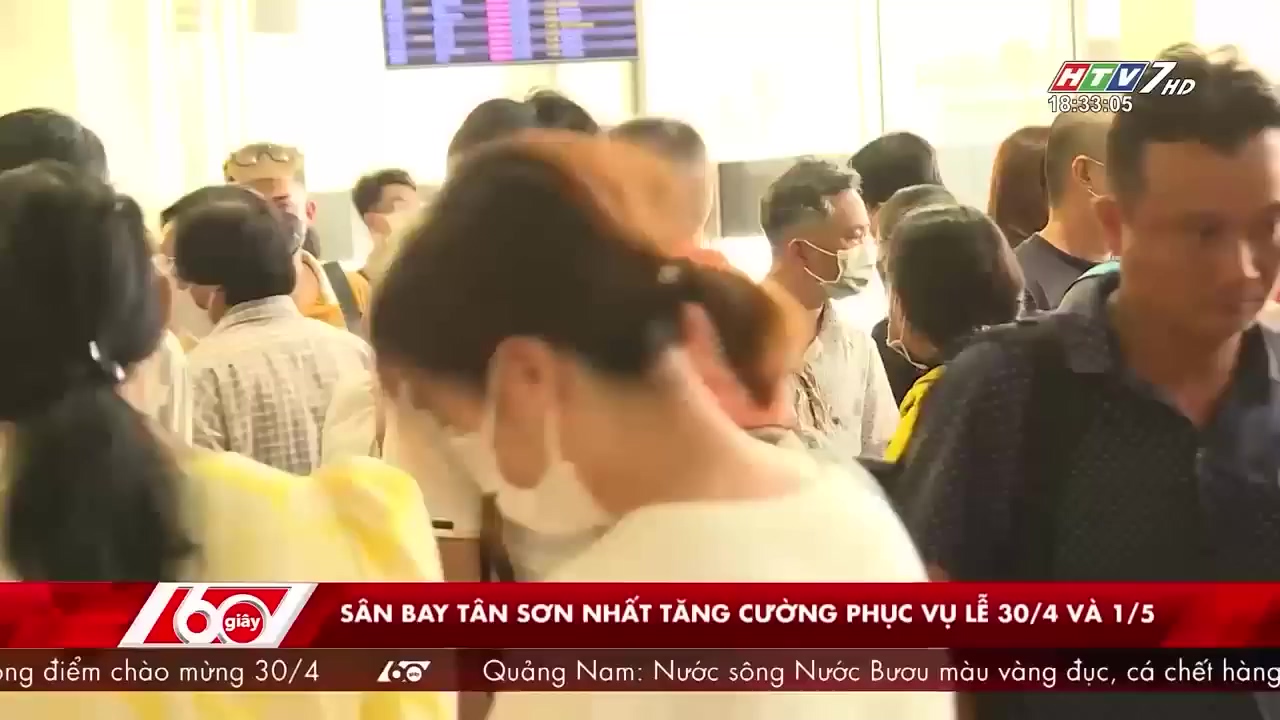 HTV7HD
18:33:05
60 giây SÂN BAY TÂN SƠN NHẤT TĂNG CƯỜNG PHỤC VỤ LỄ 30/4 VÀ 1/5
điểm chào mừng 30/4 60 giây Quảng Nam: Nước sông Nước Bươu màu vàng đục, cá chết hàng